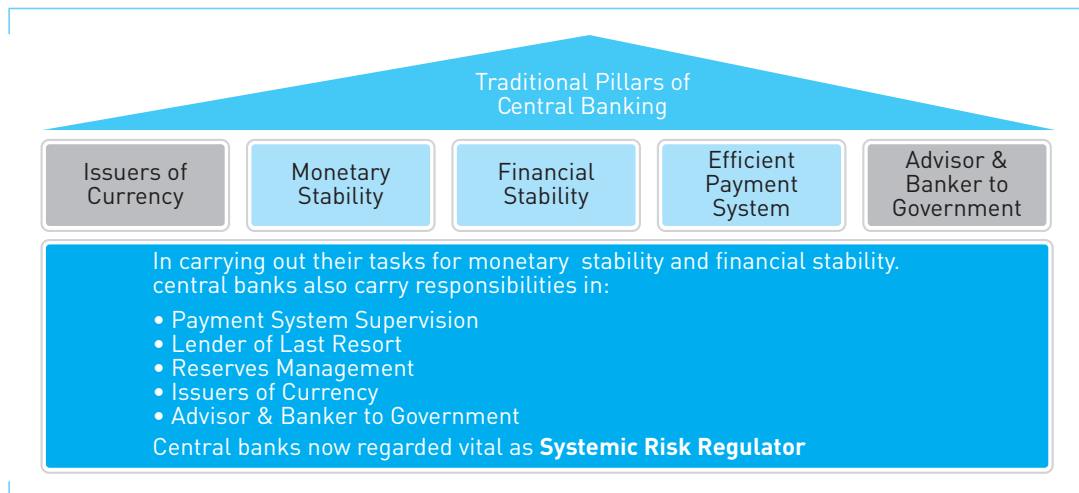 Traditional Pillars of
Central Banking
Issuers of
Currency
Monetary
Stability
Financial
Stability
Efficient
Payment
System
Advisor &
Banker to
Government
In carrying out their tasks for monetary stability and financial stability.
central banks also carry responsibilities in:
• Payment System Supervision
• Lender of Last Resort
• Reserves Management
• Issuers of Currency
• Advisor & Banker to Government
Central banks now regarded vital as Systemic Risk Regulator